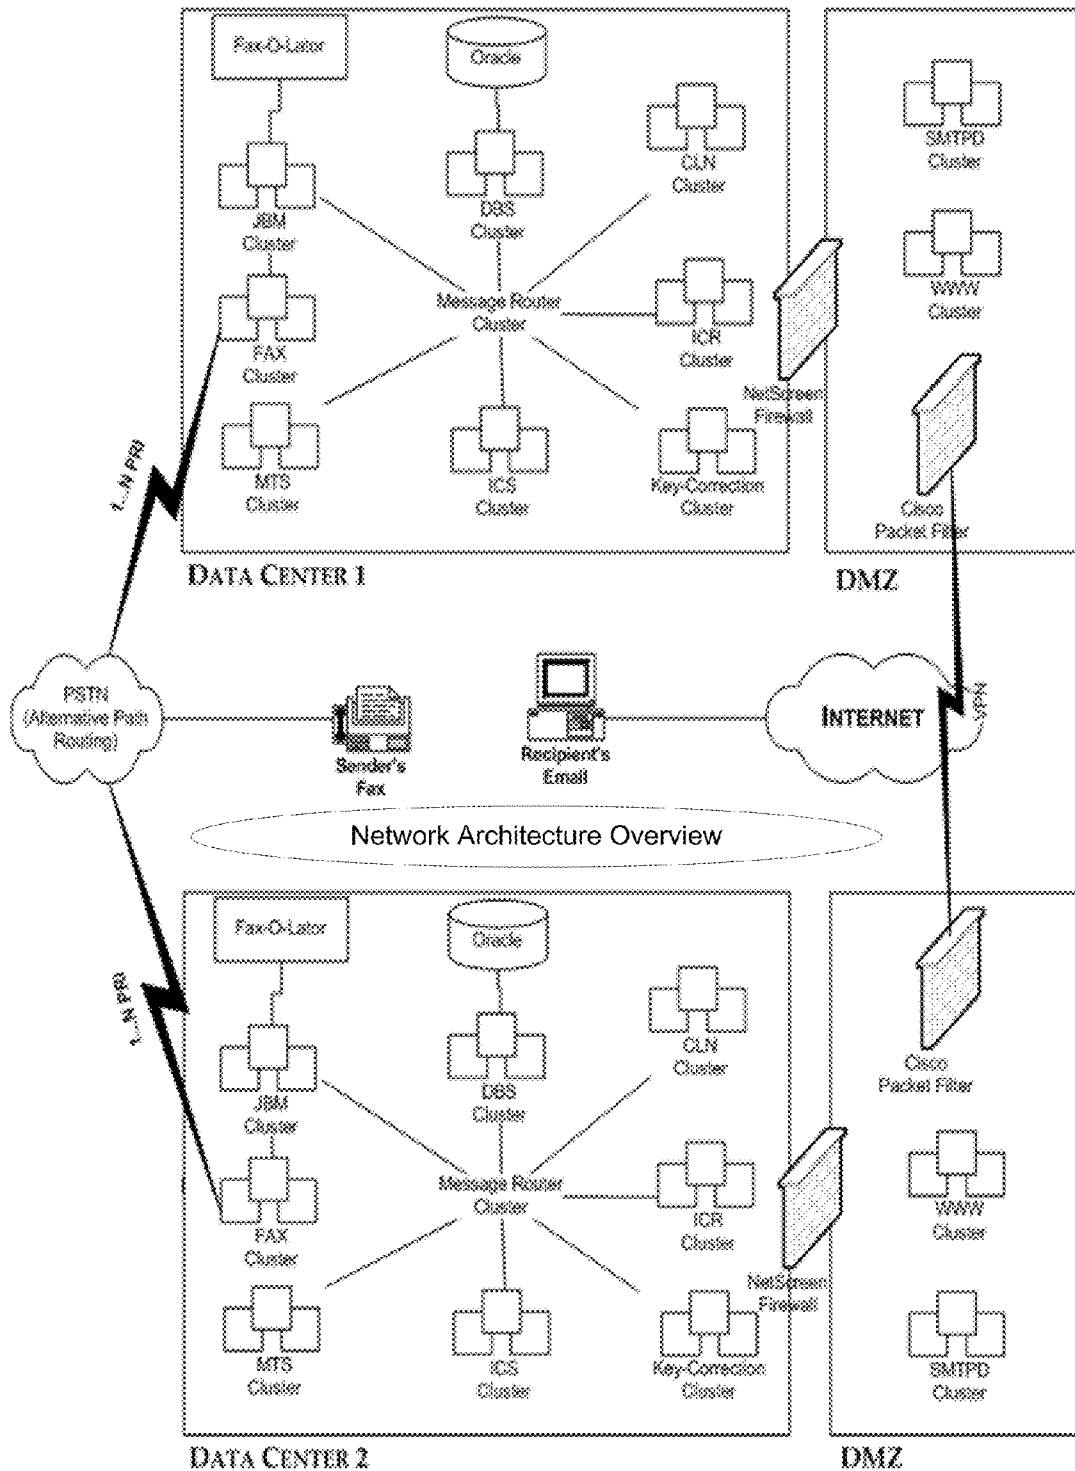 Fax-O-Lator
Oracle
SMTPD
Cluster
CLN
Cluster
JBM
Cluster
DBS
Cluster
WWW
Cluster
Message Router
Cluster
ICR
Cluster
FAX
Cluster
NetScreen
Firewall
MTS
Cluster
ICS
Cluster
Key-Correction
Cluster
Cisco
Packet Filter
1...N PRI
DATA CENTER 1
DMZ
PSTN
(Alternative Path
Routing)
Sender's
Fax
Recipient's
Email
INTERNET
VPN
Network Architecture Overview
Fax-O-Lator
Oracle
CLN
Cluster
Cisco
Packet Filter
1...N PRI
JBM
Cluster
DBS
Cluster
Message Router
Cluster
ICR
Cluster
WWW
Cluster
FAX
Cluster
NetScreen
Firewall
MTS
Cluster
ICS
Cluster
Key-Correction
Cluster
SMTPD
Cluster
DATA CENTER 2
DMZ